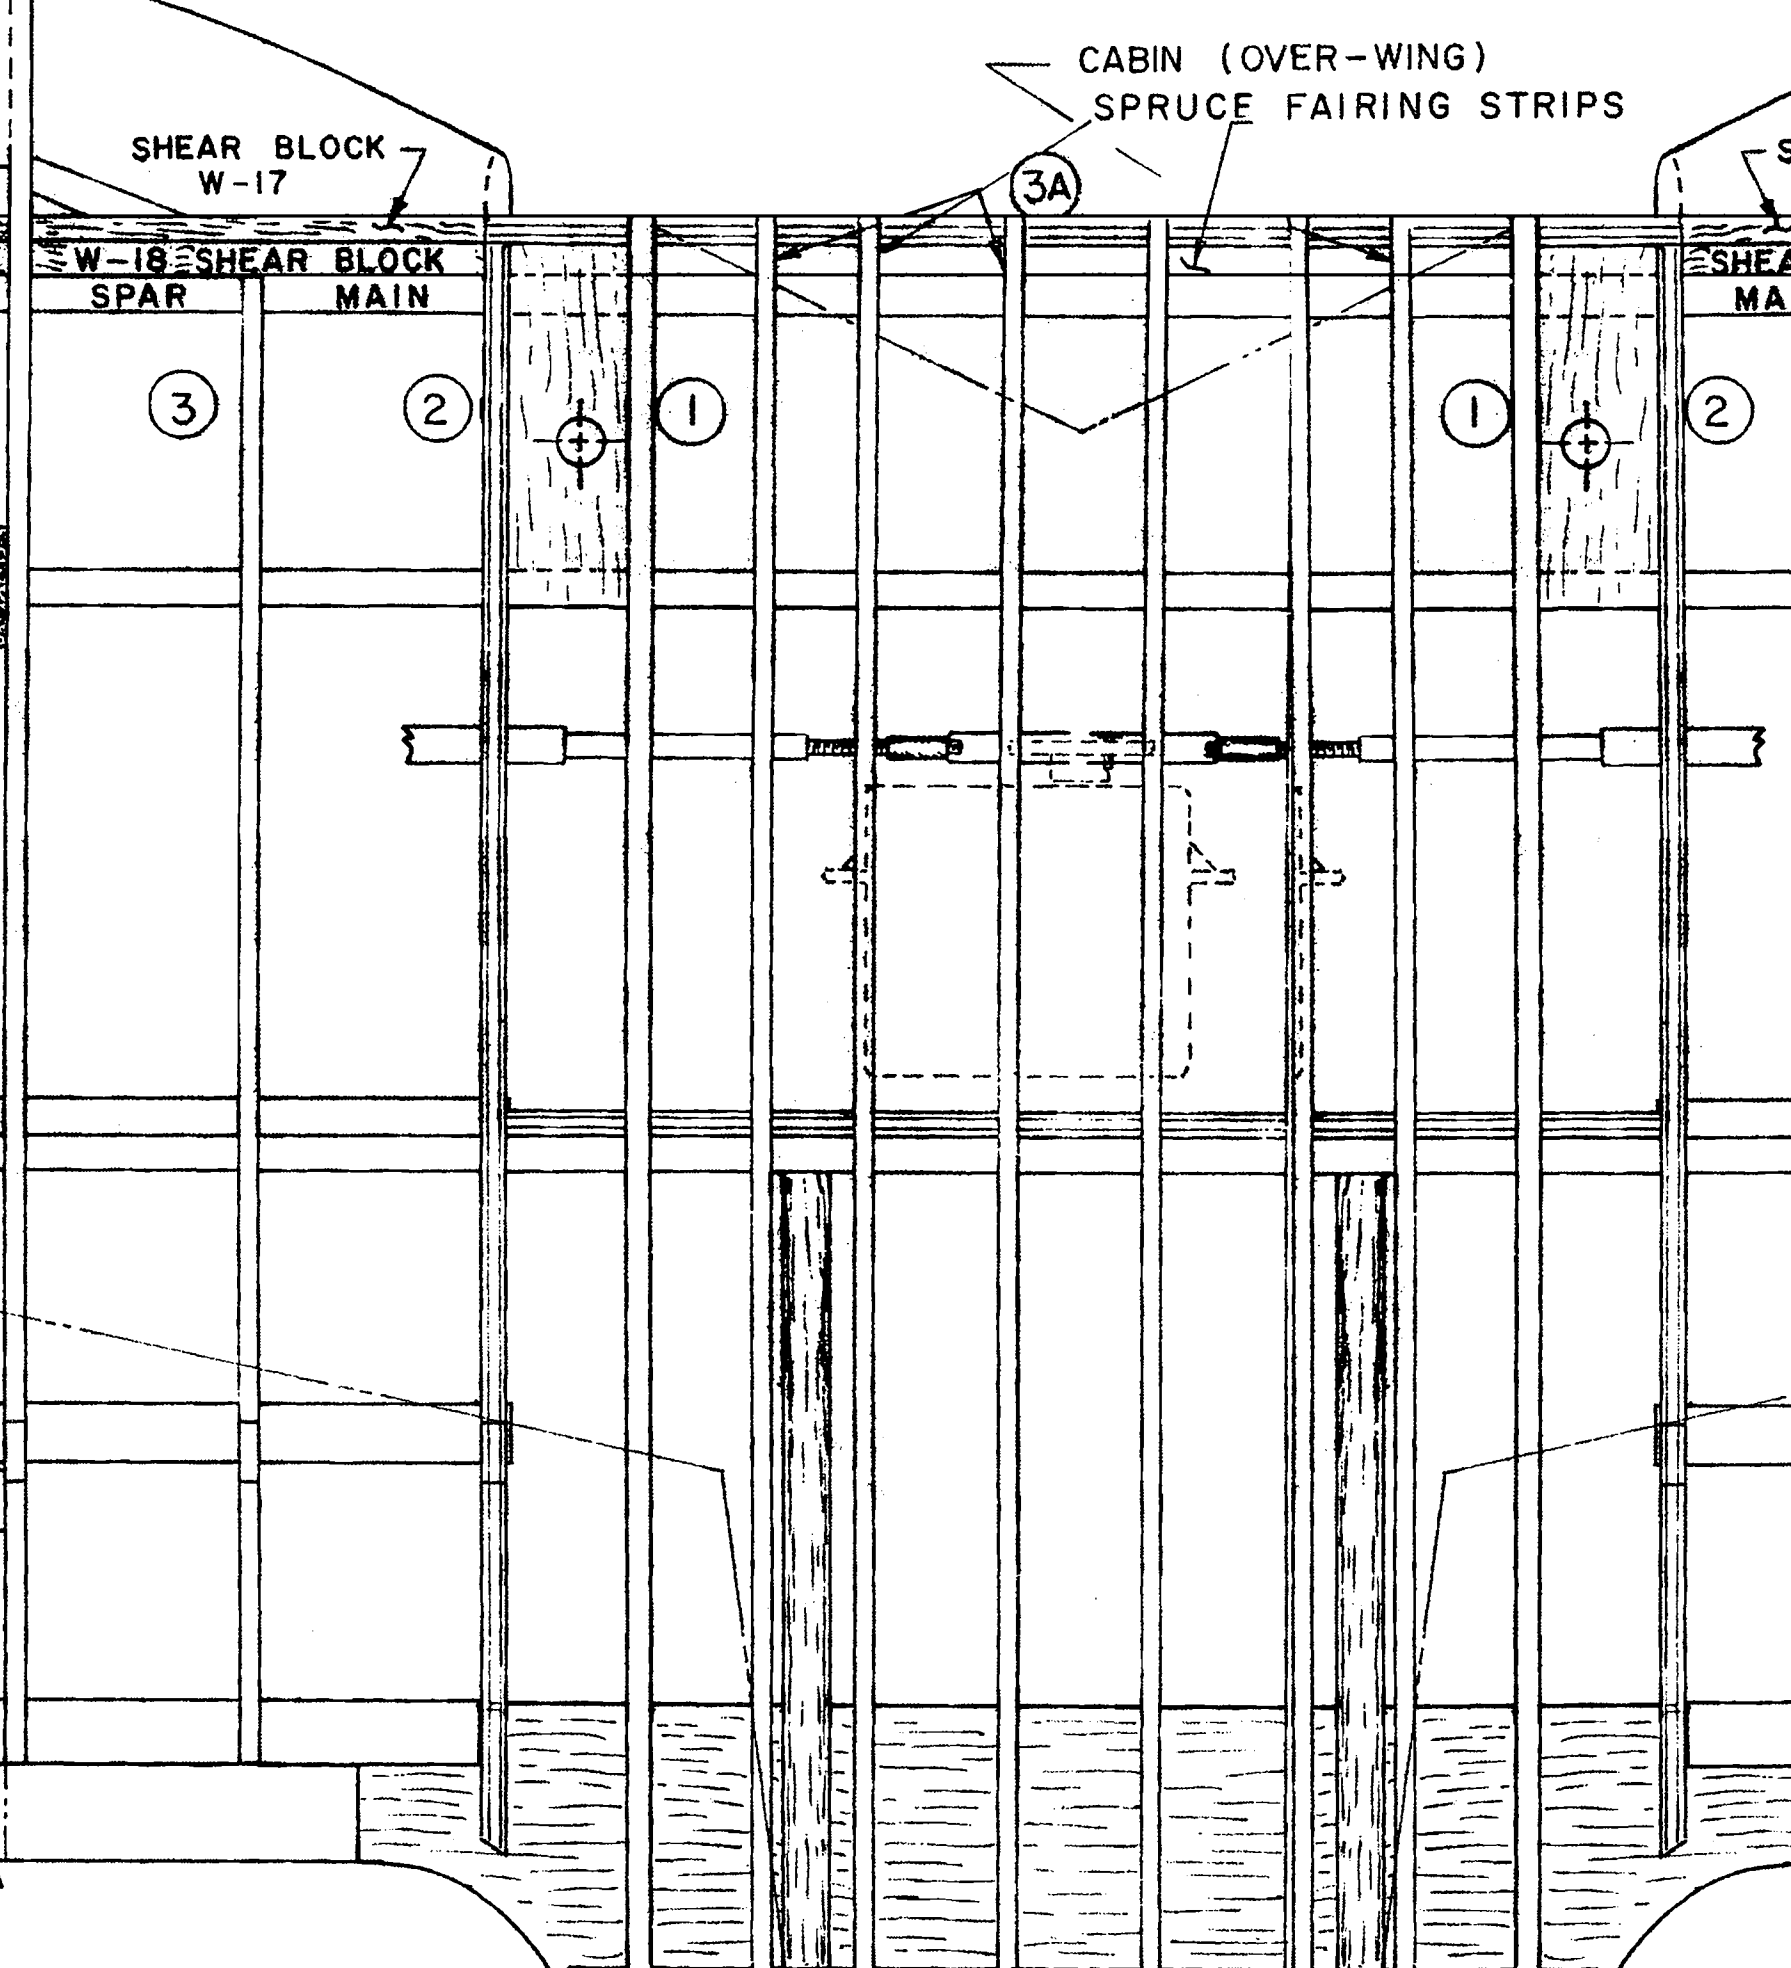 CABIN (OVER-WING)
SPRUCE FAIRING STRIPS
SHEAR BLOCK
W-17
3A
W-18 SHEAR BLOCK
SPAR MAIN
3
2
1
1
2
S
SHEA
MA